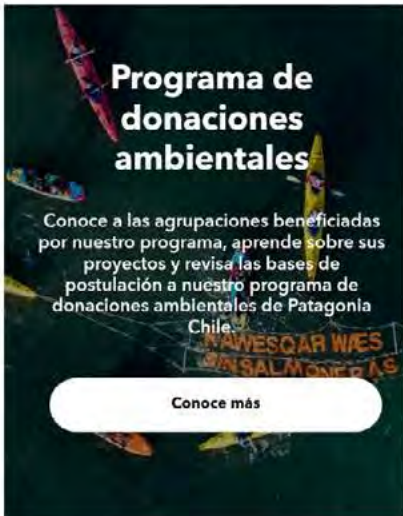 Programa de
donaciones
ambientales
Conoce a las agrupaciones beneficiadas
por nuestro programa, aprende sobre sus
proyectos y revisa las bases de
postulación a nuestro programa de
donaciones ambientales de Patagonia
Chile.
KAWESQAR WÆS
SIN SALMONERAS
Conoce más